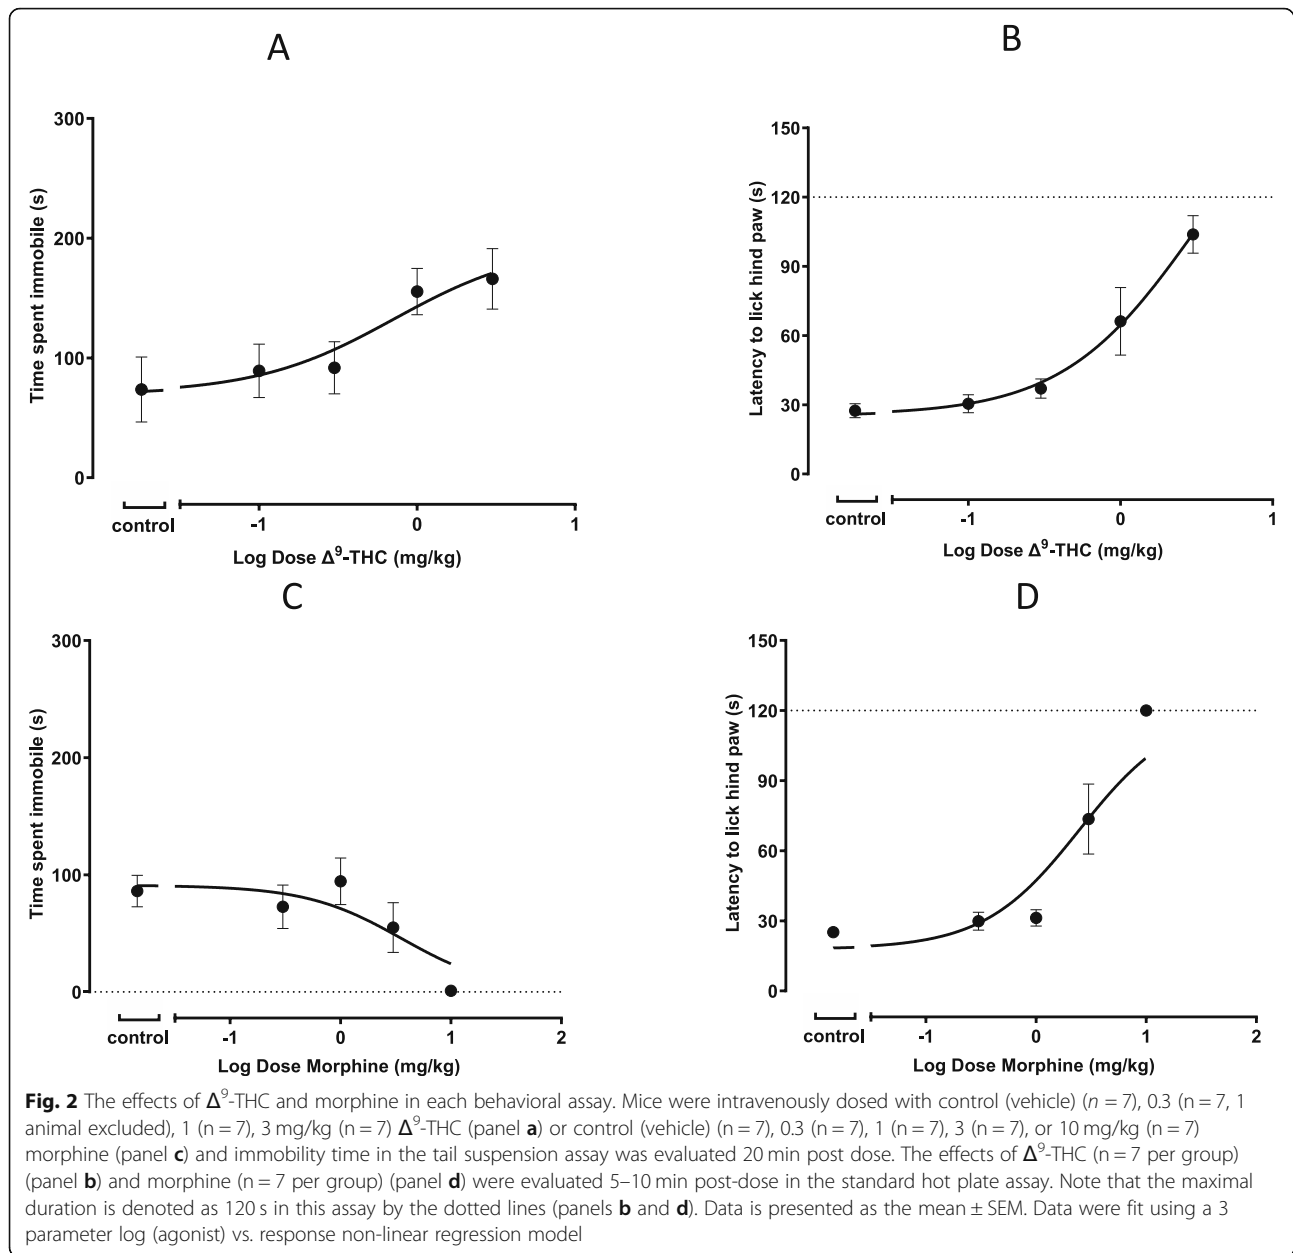 A
300
200
100
0
Time spent immobile (s)
control
-1
0
1
Log Dose Δ⁹-THC (mg/kg)
B
150
120
90
60
30
0
Latency to lick hind paw (s)
control
-1
0
1
Log Dose Δ⁹-THC (mg/kg)
C
300
200
100
0
Time spent immobile (s)
control
-1
0
1
2
Log Dose Morphine (mg/kg)
D
150
120
90
60
30
0
Latency to lick hind paw (s)
control
-1
0
1
2
Log Dose Morphine (mg/kg)
Fig. 2 The effects of Δ⁹-THC and morphine in each behavioral assay. Mice were intravenously dosed with control (vehicle) (n = 7), 0.3 (n = 7, 1
animal excluded), 1 (n = 7), 3 mg/kg (n = 7) Δ⁹-THC (panel a) or control (vehicle) (n = 7), 0.3 (n = 7), 1 (n = 7), 3 (n = 7), or 10 mg/kg (n = 7)
morphine (panel c) and immobility time in the tail suspension assay was evaluated 20 min post dose. The effects of Δ⁹-THC (n = 7 per group)
(panel b) and morphine (n = 7 per group) (panel d) were evaluated 5–10 min post-dose in the standard hot plate assay. Note that the maximal
duration is denoted as 120 s in this assay by the dotted lines (panels b and d). Data is presented as the mean ± SEM. Data were fit using a 3
parameter log (agonist) vs. response non-linear regression model